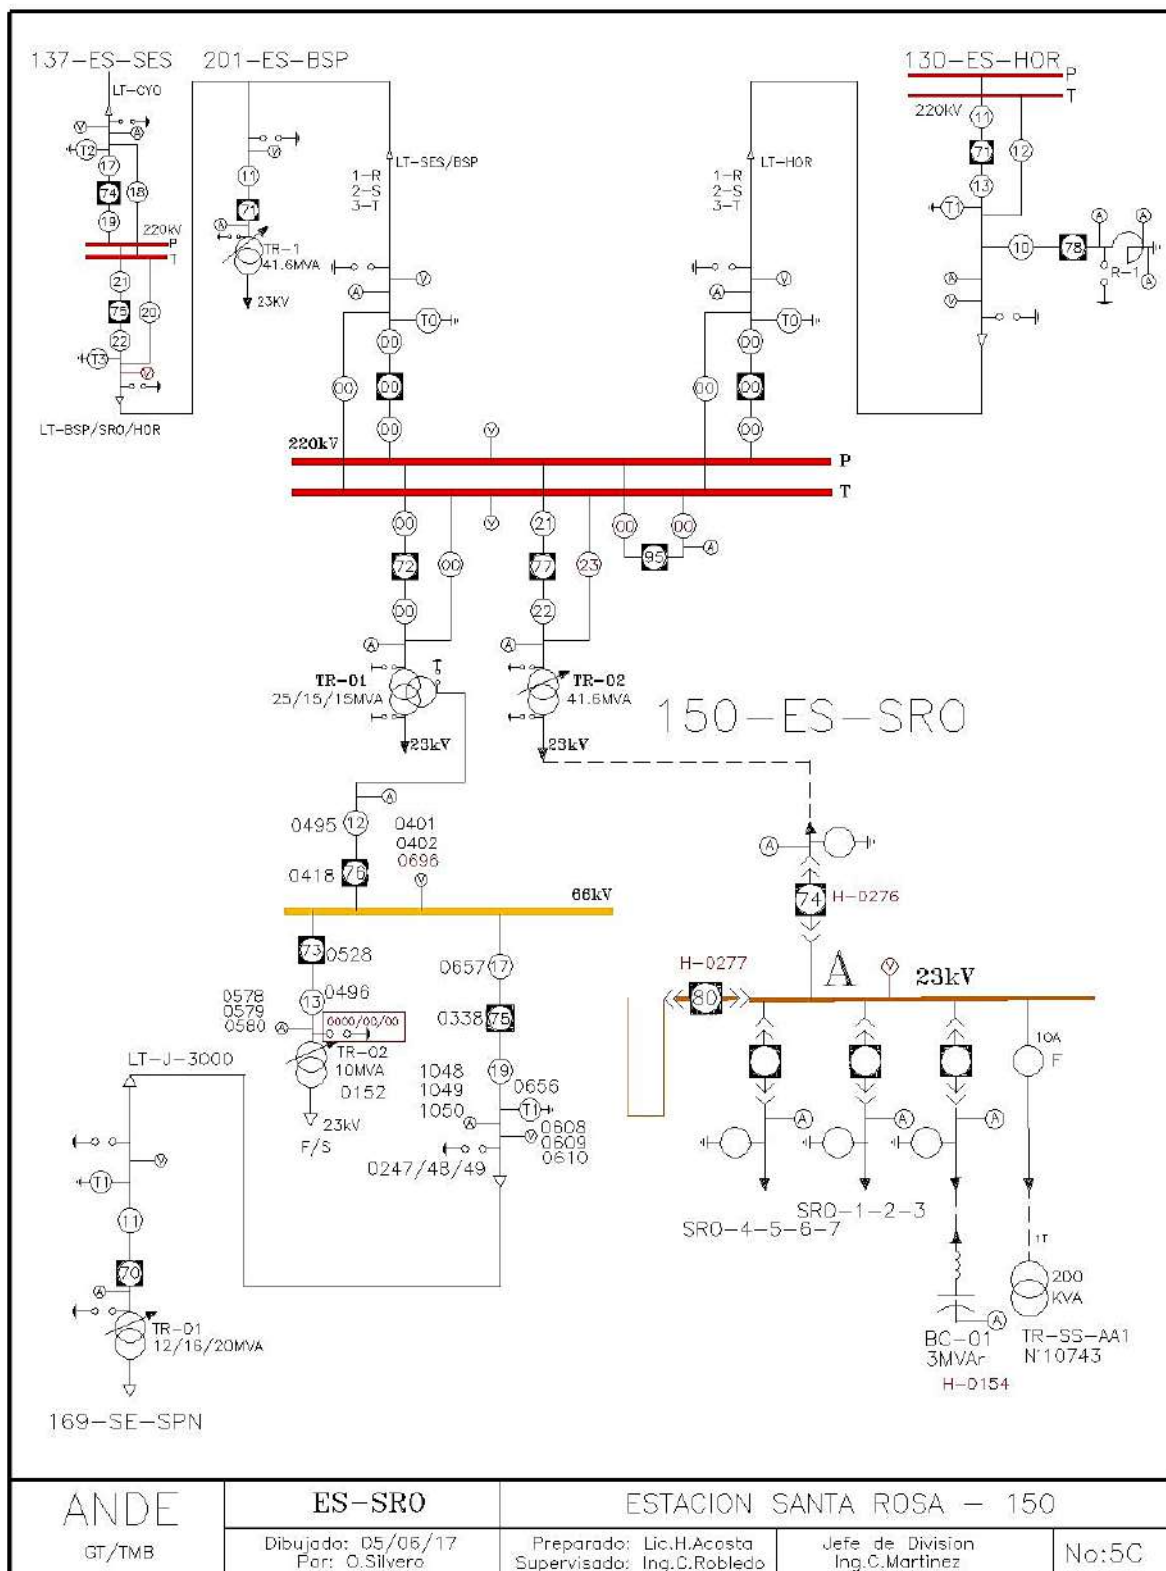 137-ES-SES
201-ES-BSP
130-ES-HOR
P
T
220kV
LT-CYO
V
A
T2
17
74
18
19
220kV
P
T
21
75
20
22
T3
V
LT-BSP/SRO/HOR
11
V
71
A
TR-1
41.6MVA
23KV
LT-SES/BSP
1-R
2-S
3-T
V
A
T0
00
00
00
00
LT-HOR
1-R
2-S
3-T
V
A
T0
00
00
00
00
11
71
12
13
T1
10
78
A
A
A
R-1
A
V
220kV
V
P
T
V
00
72
00
00
A
21
77
23
22
A
00
00
95
A
TR-01
25/15/15MVA
23kV
TR-02
41.6MVA
23kV
150-ES-SRO
A
0495
12
0401
0402
0696
0418
76
V
66kV
A
74
H-0276
73
0528
0657
17
H-0277
80
A
V
23kV
0578
0579
0580
13
0496
A
0000/00/00
0338
75
TR-02
10MVA
0152
23kV
F/S
19
1048
1049
1050
0656
T1
A
V
0608
0609
0610
0247/48/49
10A
F
A
A
A
SRO-4-5-6-7
SRO-1-2-3
LT-J-3000
V
T1
11
70
A
TR-01
12/16/20MVA
169-SE-SPN
1T
200
KVA
A
BC-01
3MVAr
H-0154
TR-SS-AA1
N°10743
ANDE
GT/TMB
ES-SRO
ESTACION SANTA ROSA - 150
Dibujado: 05/06/17
Por: O.Silvero
Preparado: Lic.H.Acosta
Supervisado: Ing.C.Robledo
Jefe de Division
Ing.C.Martinez
No:5C